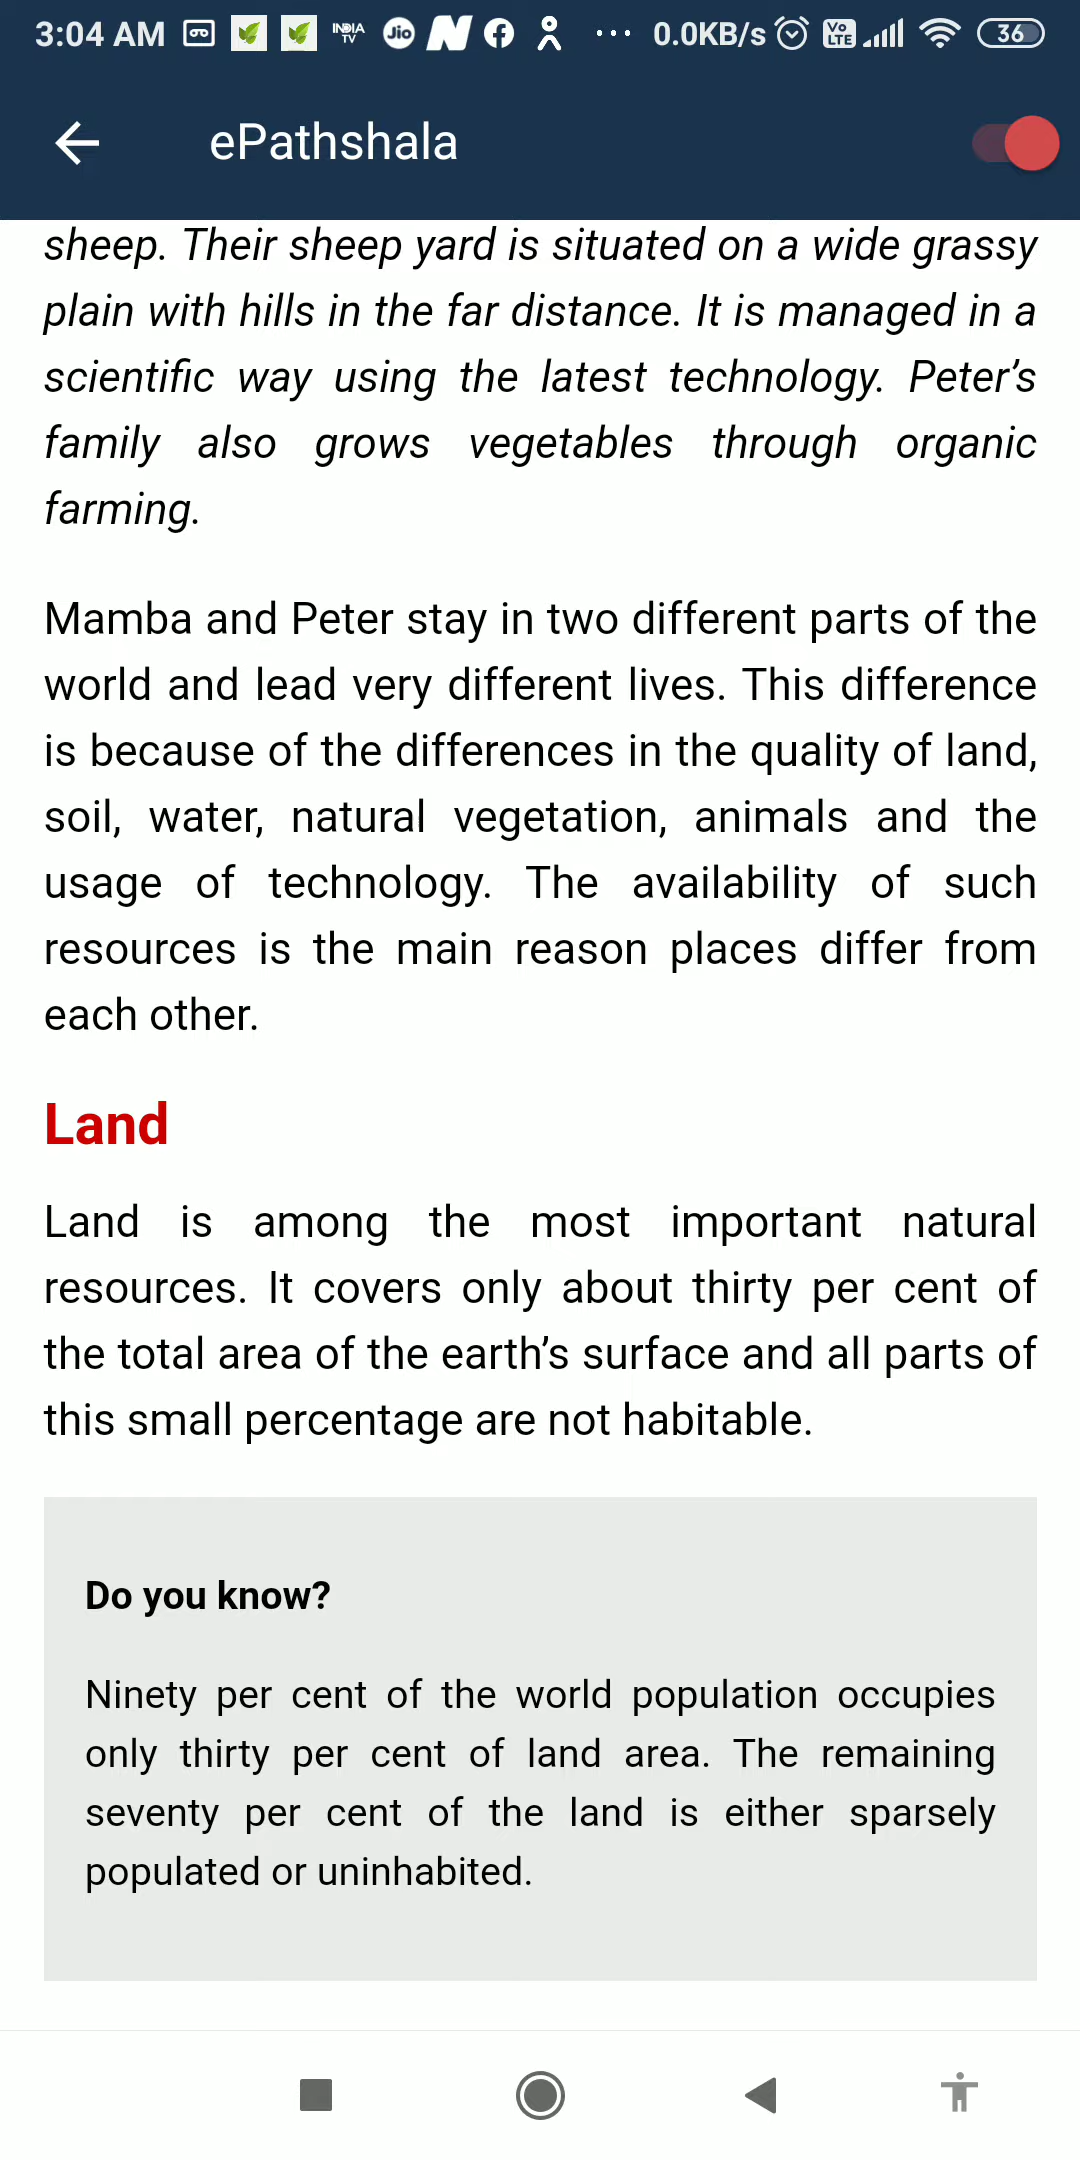 3:04 AM INDIA TV Jio N 0.0KB/s Vo LTE 36
ePathshala
sheep. Their sheep yard is situated on a wide grassy
plain with hills in the far distance. It is managed in a
scientific way using the latest technology. Peter’s
family also grows vegetables through organic
farming.
Mamba and Peter stay in two different parts of the
world and lead very different lives. This difference
is because of the differences in the quality of land,
soil, water, natural vegetation, animals and the
usage of technology. The availability of such
resources is the main reason places differ from
each other.
Land
Land is among the most important natural
resources. It covers only about thirty per cent of
the total area of the earth’s surface and all parts of
this small percentage are not habitable.
Do you know?
Ninety per cent of the world population occupies
only thirty per cent of land area. The remaining
seventy per cent of the land is either sparsely
populated or uninhabited.